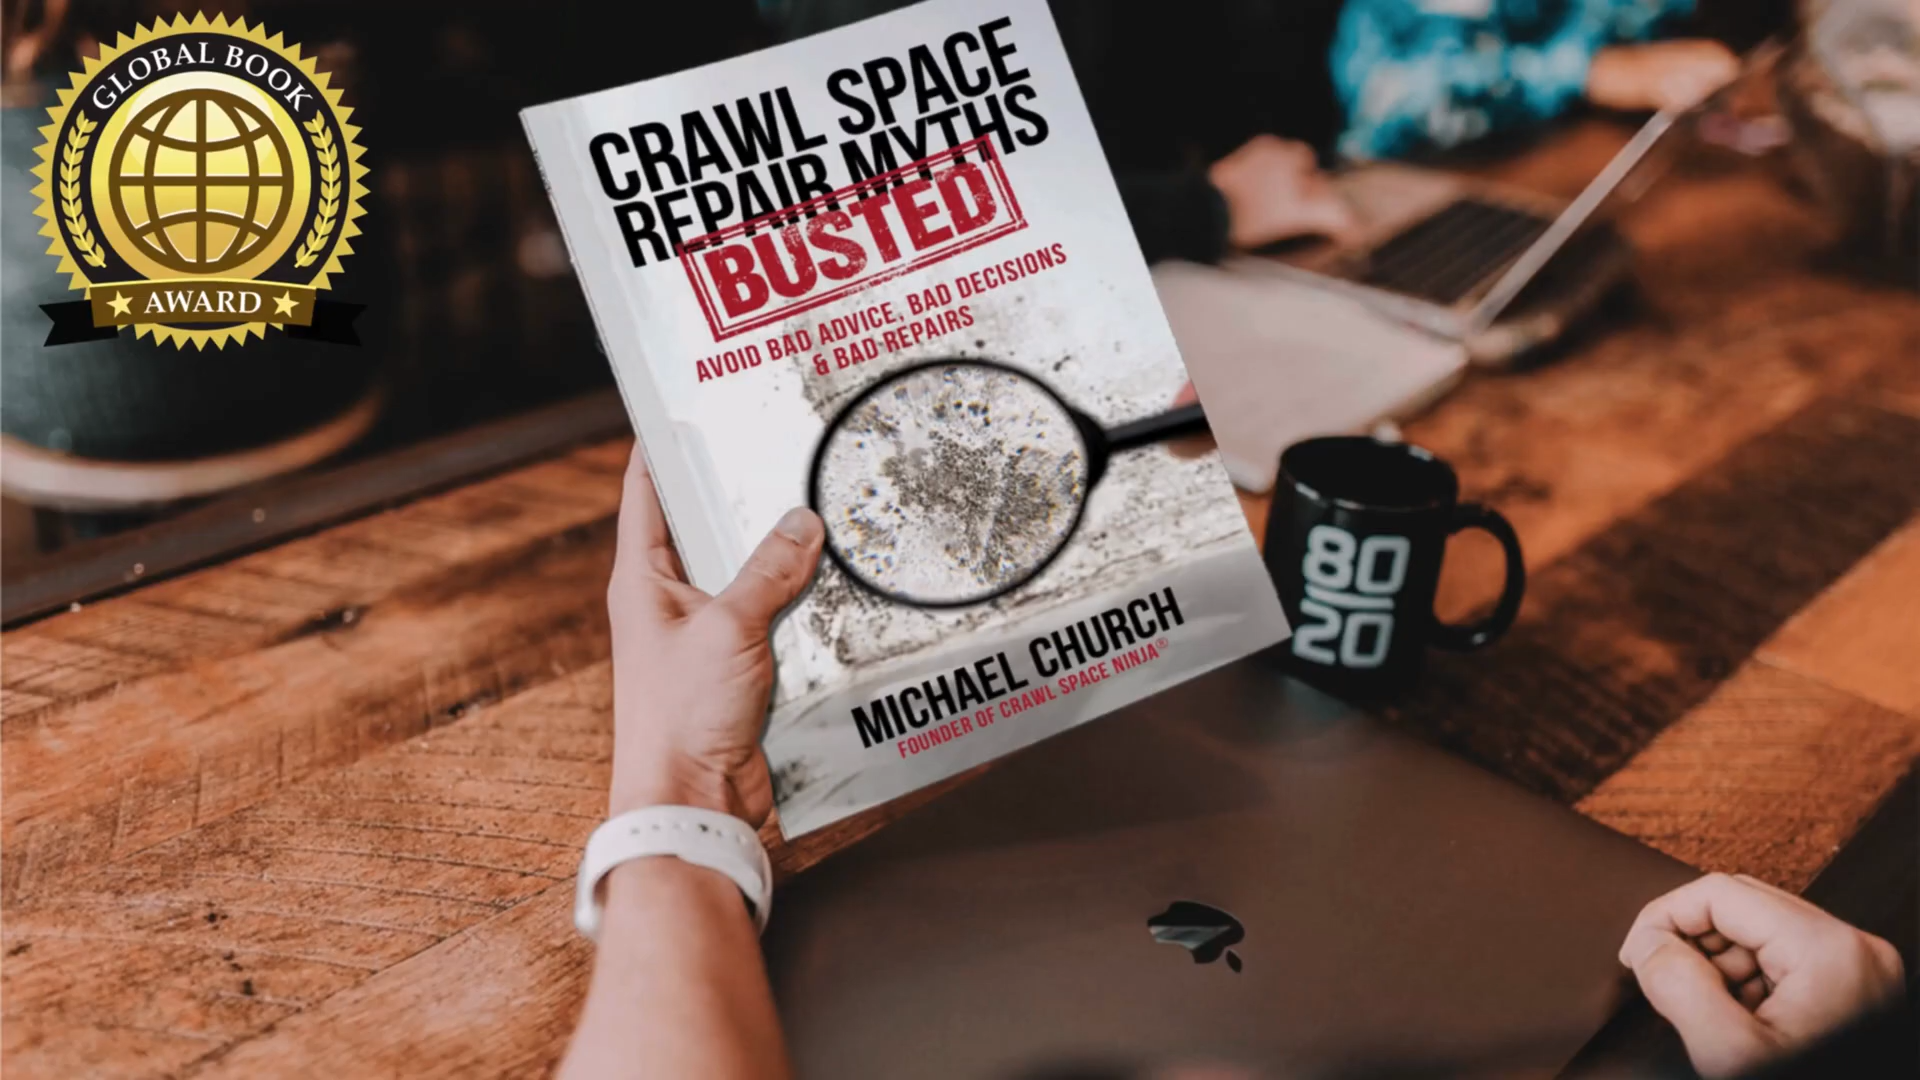 GLOBAL BOOK
AWARD
CRAWL SPACE
REPAIR MYTHS
BUSTED
AVOID BAD ADVICE, BAD DECISIONS
& BAD REPAIRS
MICHAEL CHURCH
FOUNDER OF CRAWL SPACE NINJA®
80
20